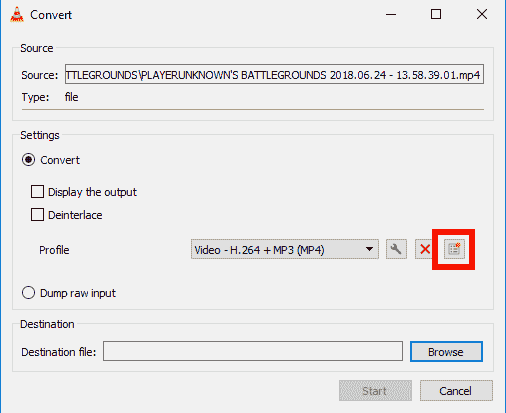 Convert
Source
Source: TTLEGROUNDS\PLAYERUNKNOWN'S BATTLEGROUNDS 2018.06.24 - 13.58.39.01.mp4
Type: file
Settings
Convert
Display the output
Deinterlace
Profile Video - H.264 + MP3 (MP4)
Dump raw input
Destination
Destination file: Browse
Start Cancel